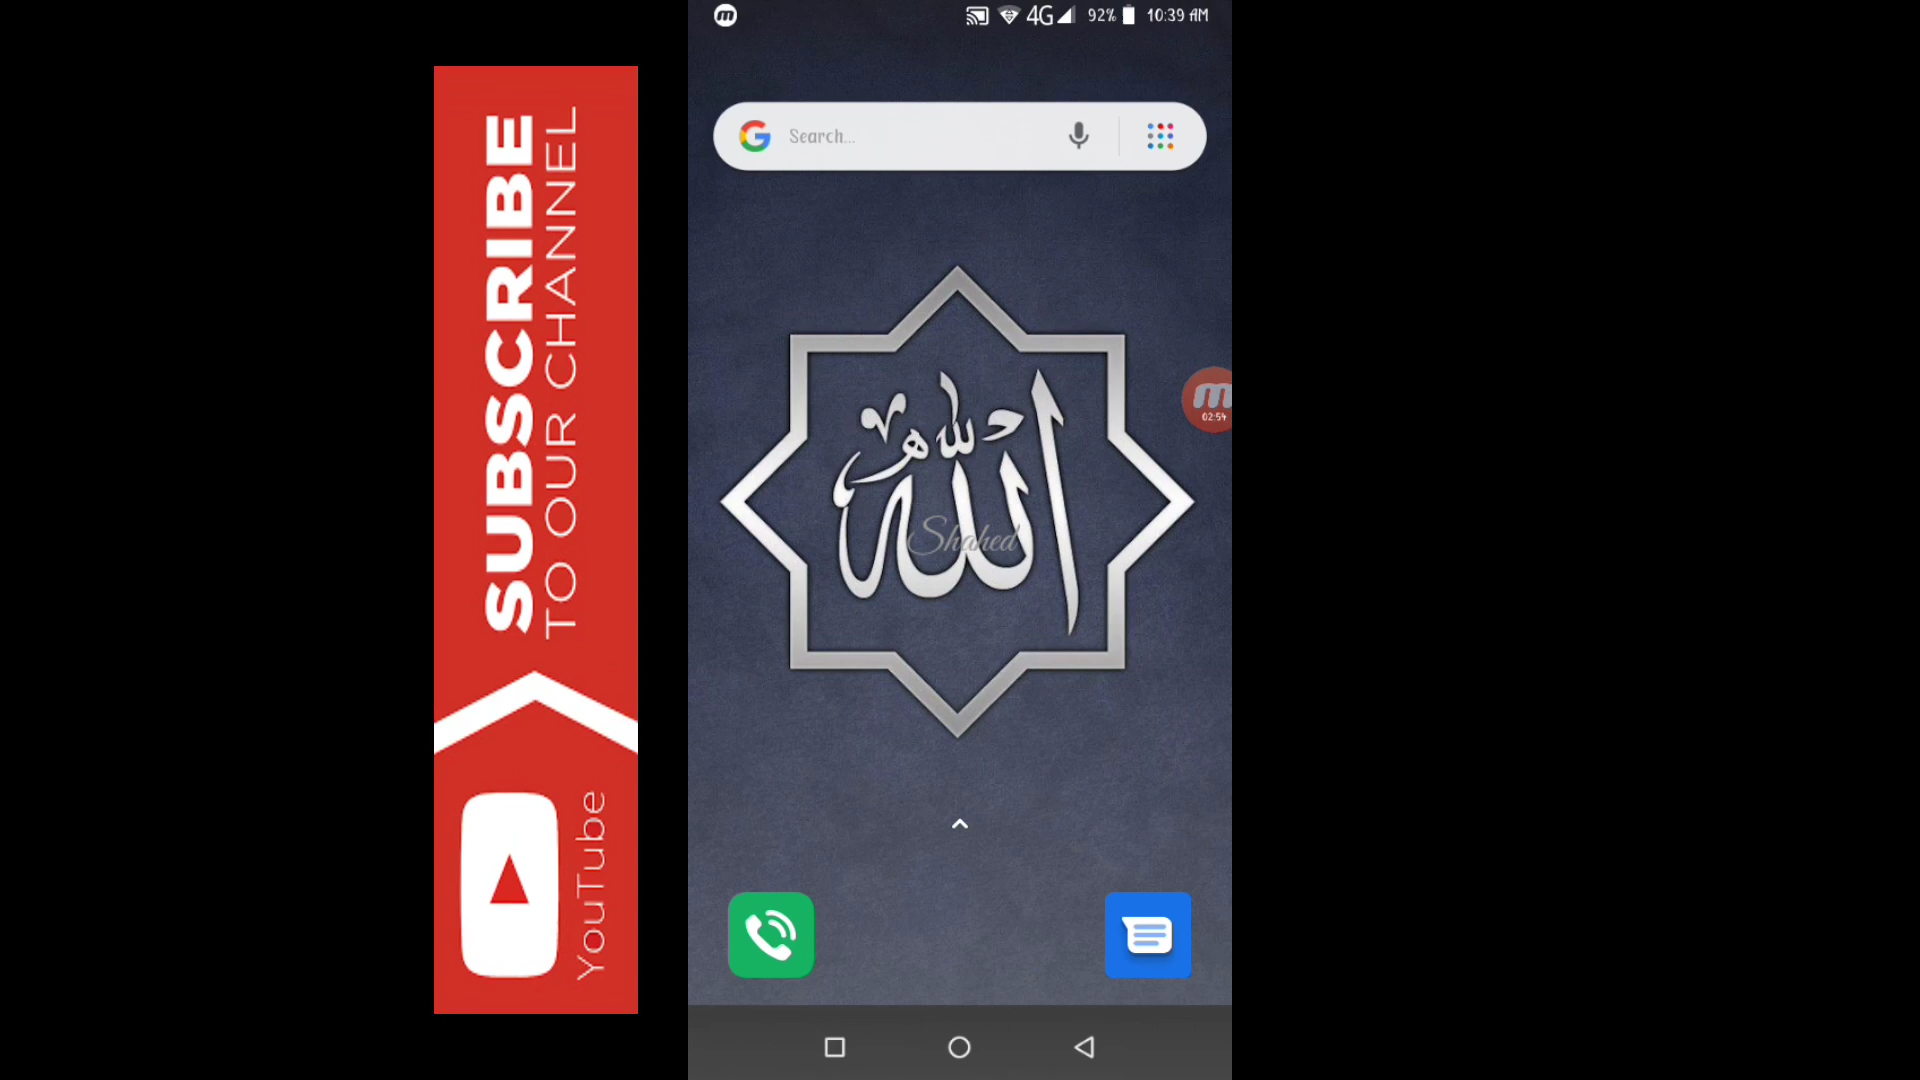 SUBSCRIBE
TO OUR CHANNEL
YouTube
4G 92% 10:39 AM
Search...
الله
Shahed
02:54